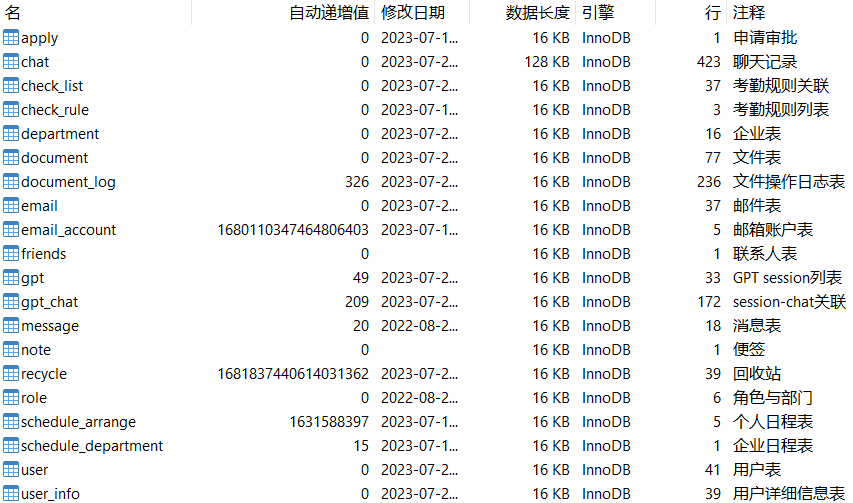 名 自动递增值 修改日期 数据长度 引擎 行 注释
apply 0 2023-07-1... 16 KB InnoDB 1 申请审批
chat 0 2023-07-2... 128 KB InnoDB 423 聊天记录
check_list 0 2023-07-2... 16 KB InnoDB 37 考勤规则关联
check_rule 0 2023-07-1... 16 KB InnoDB 3 考勤规则列表
department 0 2023-07-2... 16 KB InnoDB 16 企业表
document 0 2023-07-2... 16 KB InnoDB 77 文件表
document_log 326 2023-07-2... 16 KB InnoDB 236 文件操作日志表
email 0 2023-07-2... 16 KB InnoDB 37 邮件表
email_account 1680110347464806403 2023-07-1... 16 KB InnoDB 5 邮箱账户表
friends 0 16 KB InnoDB 1 联系人表
gpt 49 2023-07-2... 16 KB InnoDB 33 GPT session列表
gpt_chat 209 2023-07-2... 16 KB InnoDB 172 session-chat关联
message 20 2022-08-2... 16 KB InnoDB 18 消息表
note 0 16 KB InnoDB 1 便签
recycle 1681837440614031362 2023-07-2... 16 KB InnoDB 39 回收站
role 0 2022-08-2... 16 KB InnoDB 6 角色与部门
schedule_arrange 1631588397 2023-07-1... 16 KB InnoDB 5 个人日程表
schedule_department 15 2023-07-2... 16 KB InnoDB 1 企业日程表
user 0 2023-07-2... 16 KB InnoDB 41 用户表
user_info 0 2023-07-2... 16 KB InnoDB 39 用户详细信息表